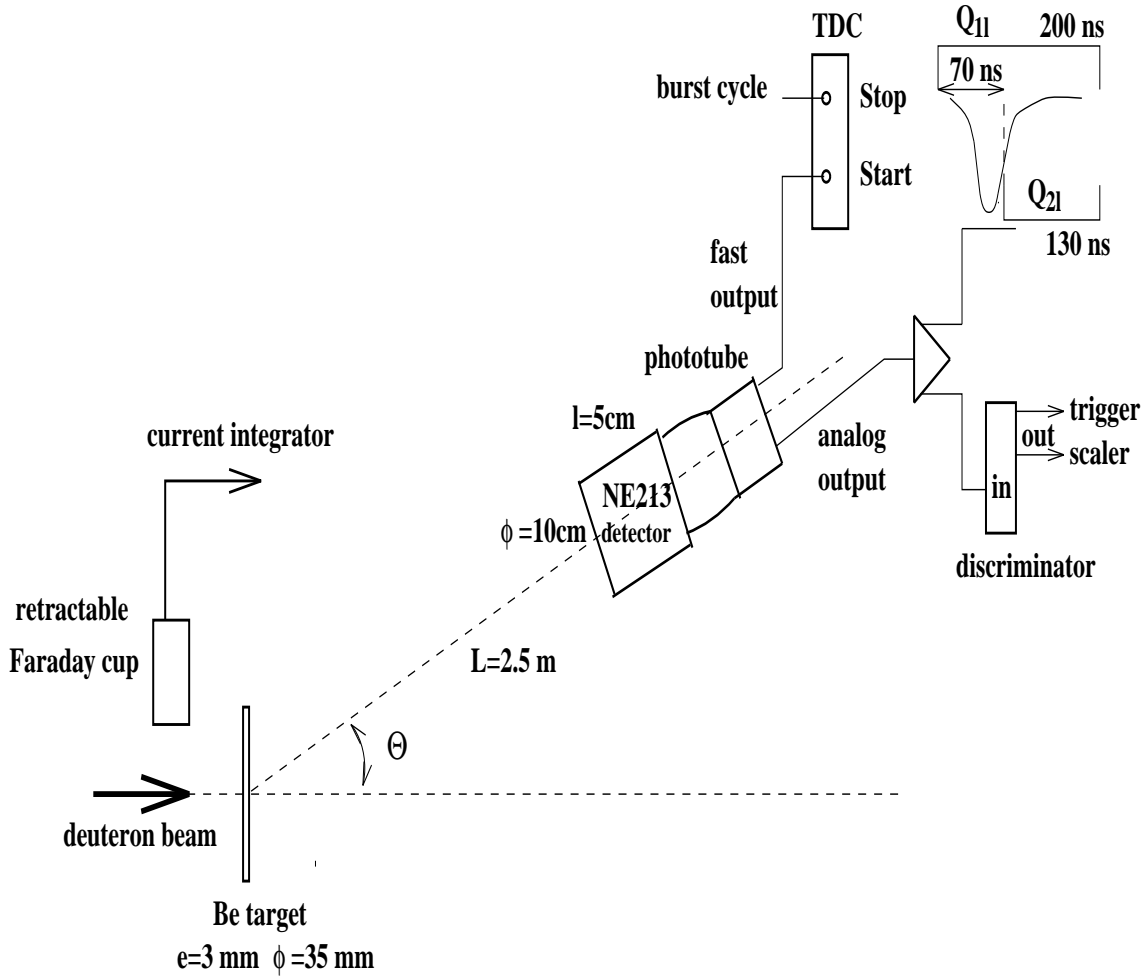 TDC
Q1l
200 ns
70 ns
burst cycle
Stop
Start
Q2l
130 ns
fast
output
phototube
l=5cm
current integrator
analog
output
trigger
out
scaler
in
NE213
detector
ϕ =10cm
discriminator
retractable
Faraday cup
L=2.5 m
Θ
deuteron beam
Be target
e=3 mm ϕ =35 mm